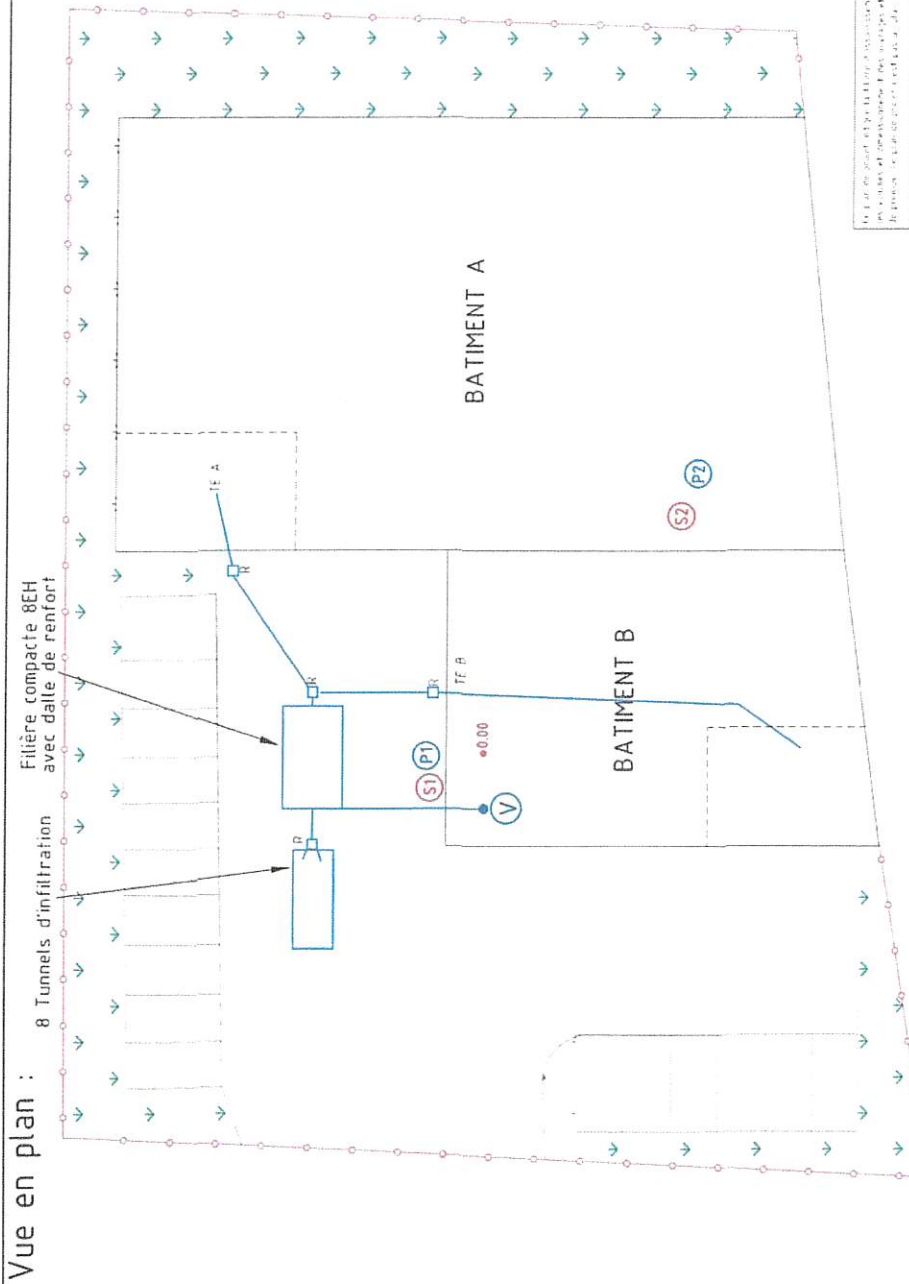 Vue en plan :
8 Tunnels d'infiltration
Filière compacte 8EH
avec dalle de renfort
TE A
R
R
R
R
TE B
S1
P1
0.00
V
BATIMENT A
BATIMENT B
S2
P2